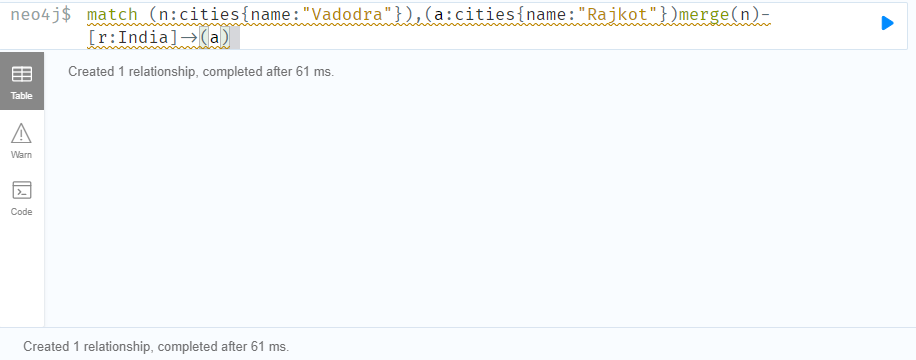 neo4j$ match (n:cities{name:"Vadodra"}),(a:cities{name:"Rajkot"})merge(n)-
[r:India]→(a)
Created 1 relationship, completed after 61 ms.
Table
Warn
Code
Created 1 relationship, completed after 61 ms.